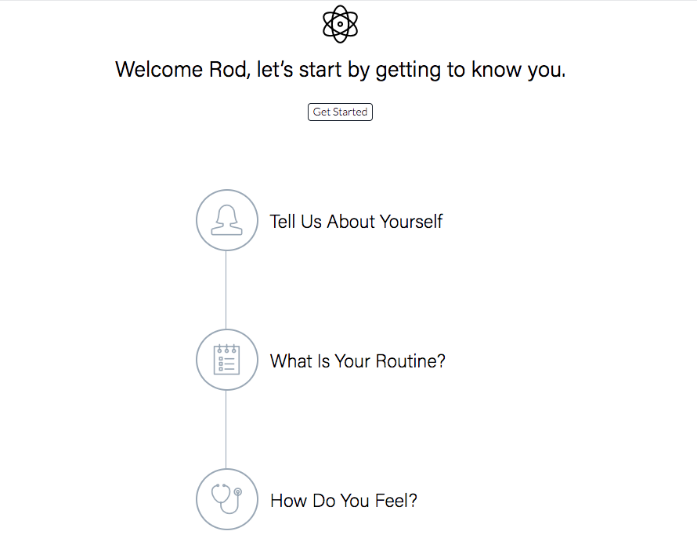 Welcome Rod, let's start by getting to know you.
Get Started
Tell Us About Yourself
What Is Your Routine?
How Do You Feel?